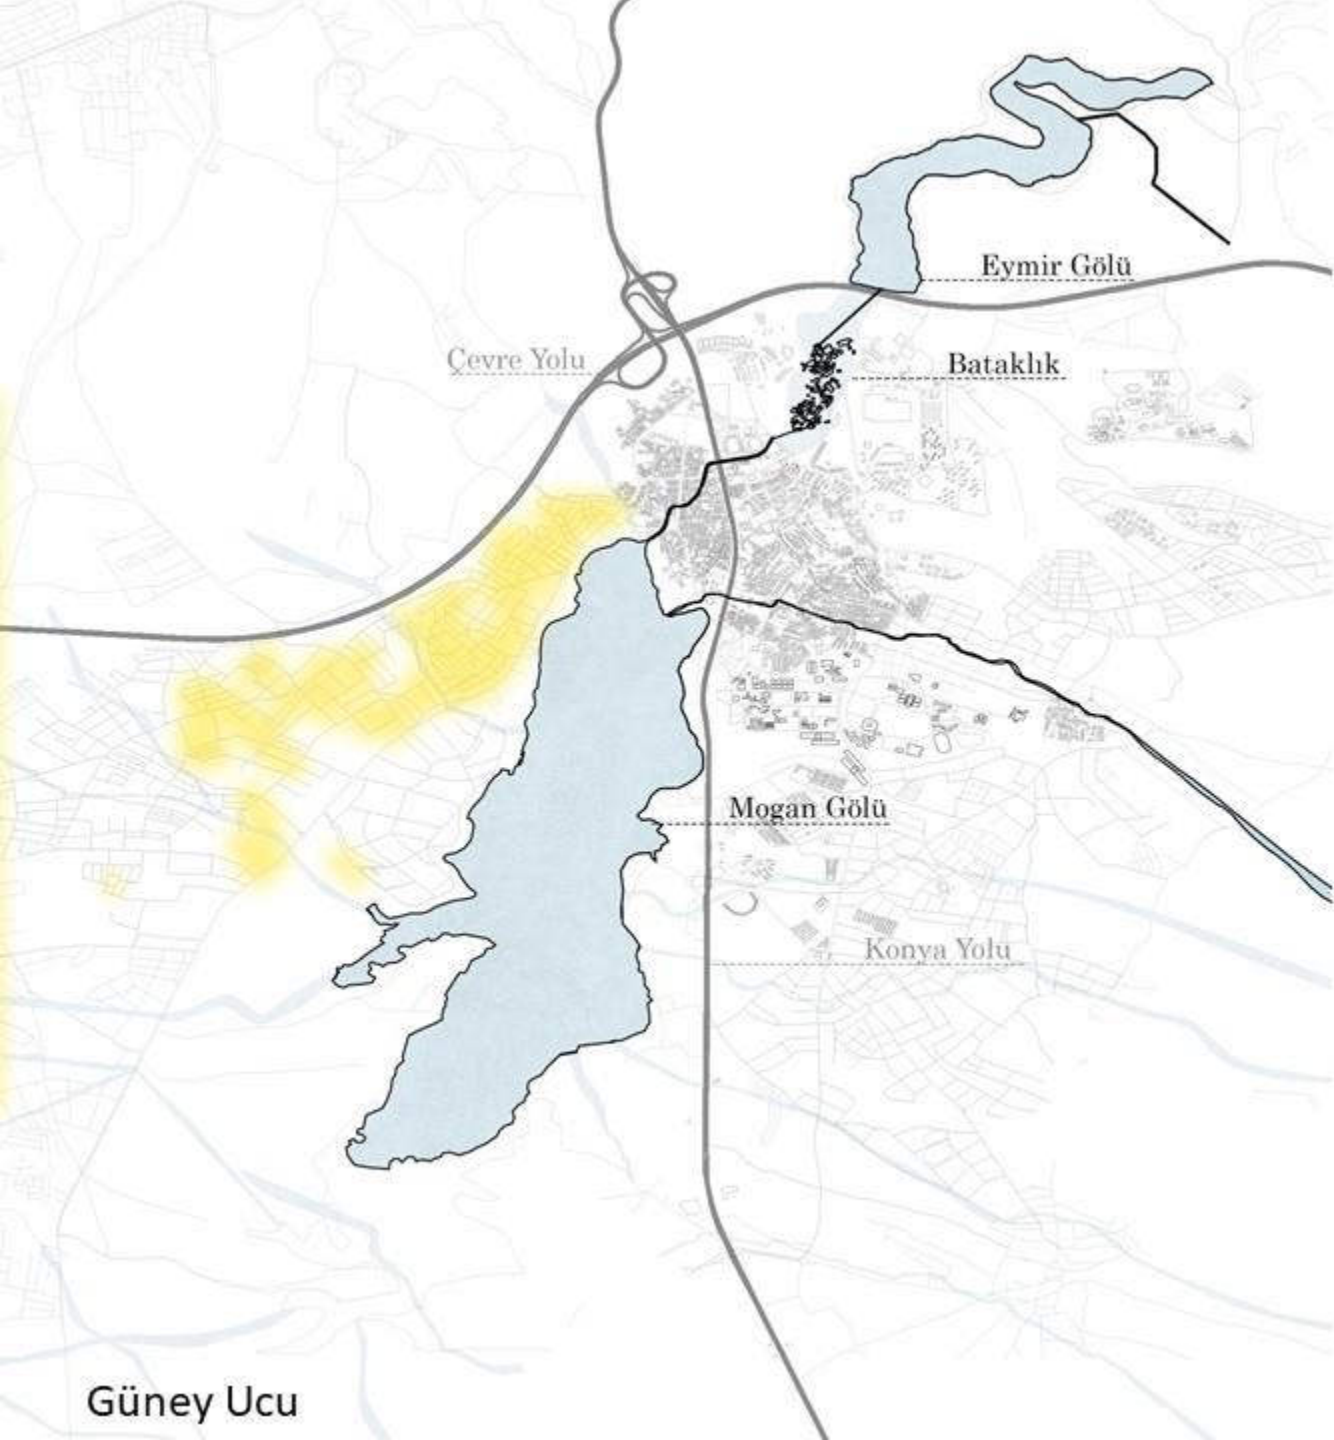 Eymir Gölü
Çevre Yolu
Bataklık
Mogan Gölü
Konya Yolu
Güney Ucu